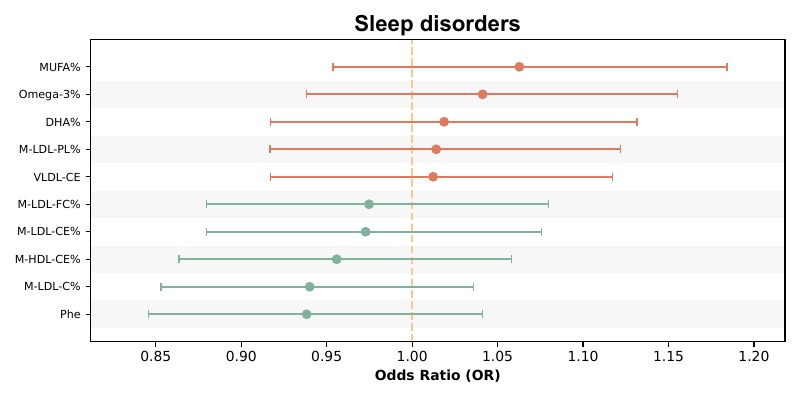 Sleep disorders
MUFA%
Omega-3%
DHA%
M-LDL-PL%
VLDL-CE
M-LDL-FC%
M-LDL-CE%
M-HDL-CE%
M-LDL-C%
Phe
0.85 0.90 0.95 1.00 1.05 1.10 1.15 1.20
Odds Ratio (OR)